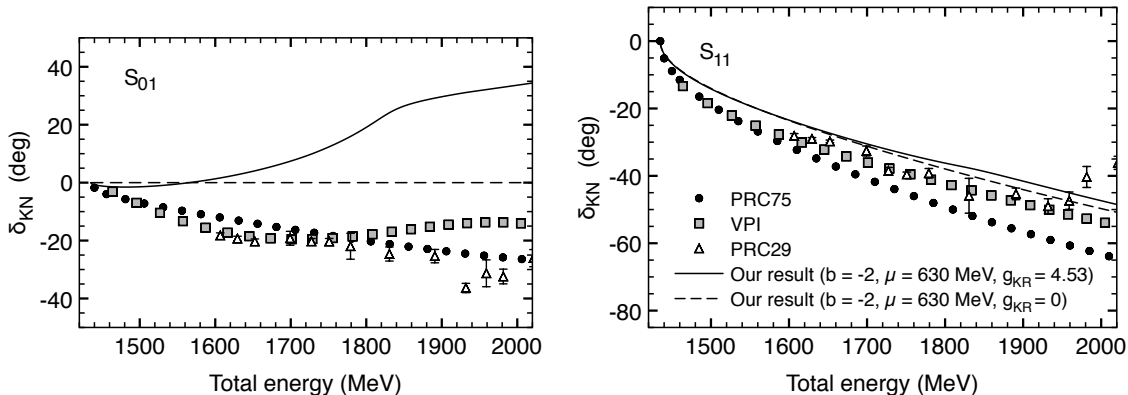 S01
40
20
0
-20
-40
δKN (deg)
1500 1600 1700 1800 1900 2000
Total energy (MeV)
S11
0
-20
-40
-60
-80
δKN (deg)
PRC75
VPI
PRC29
Our result (b = -2, μ = 630 MeV, gKR = 4.53)
Our result (b = -2, μ = 630 MeV, gKR = 0)
1500 1600 1700 1800 1900 2000
Total energy (MeV)